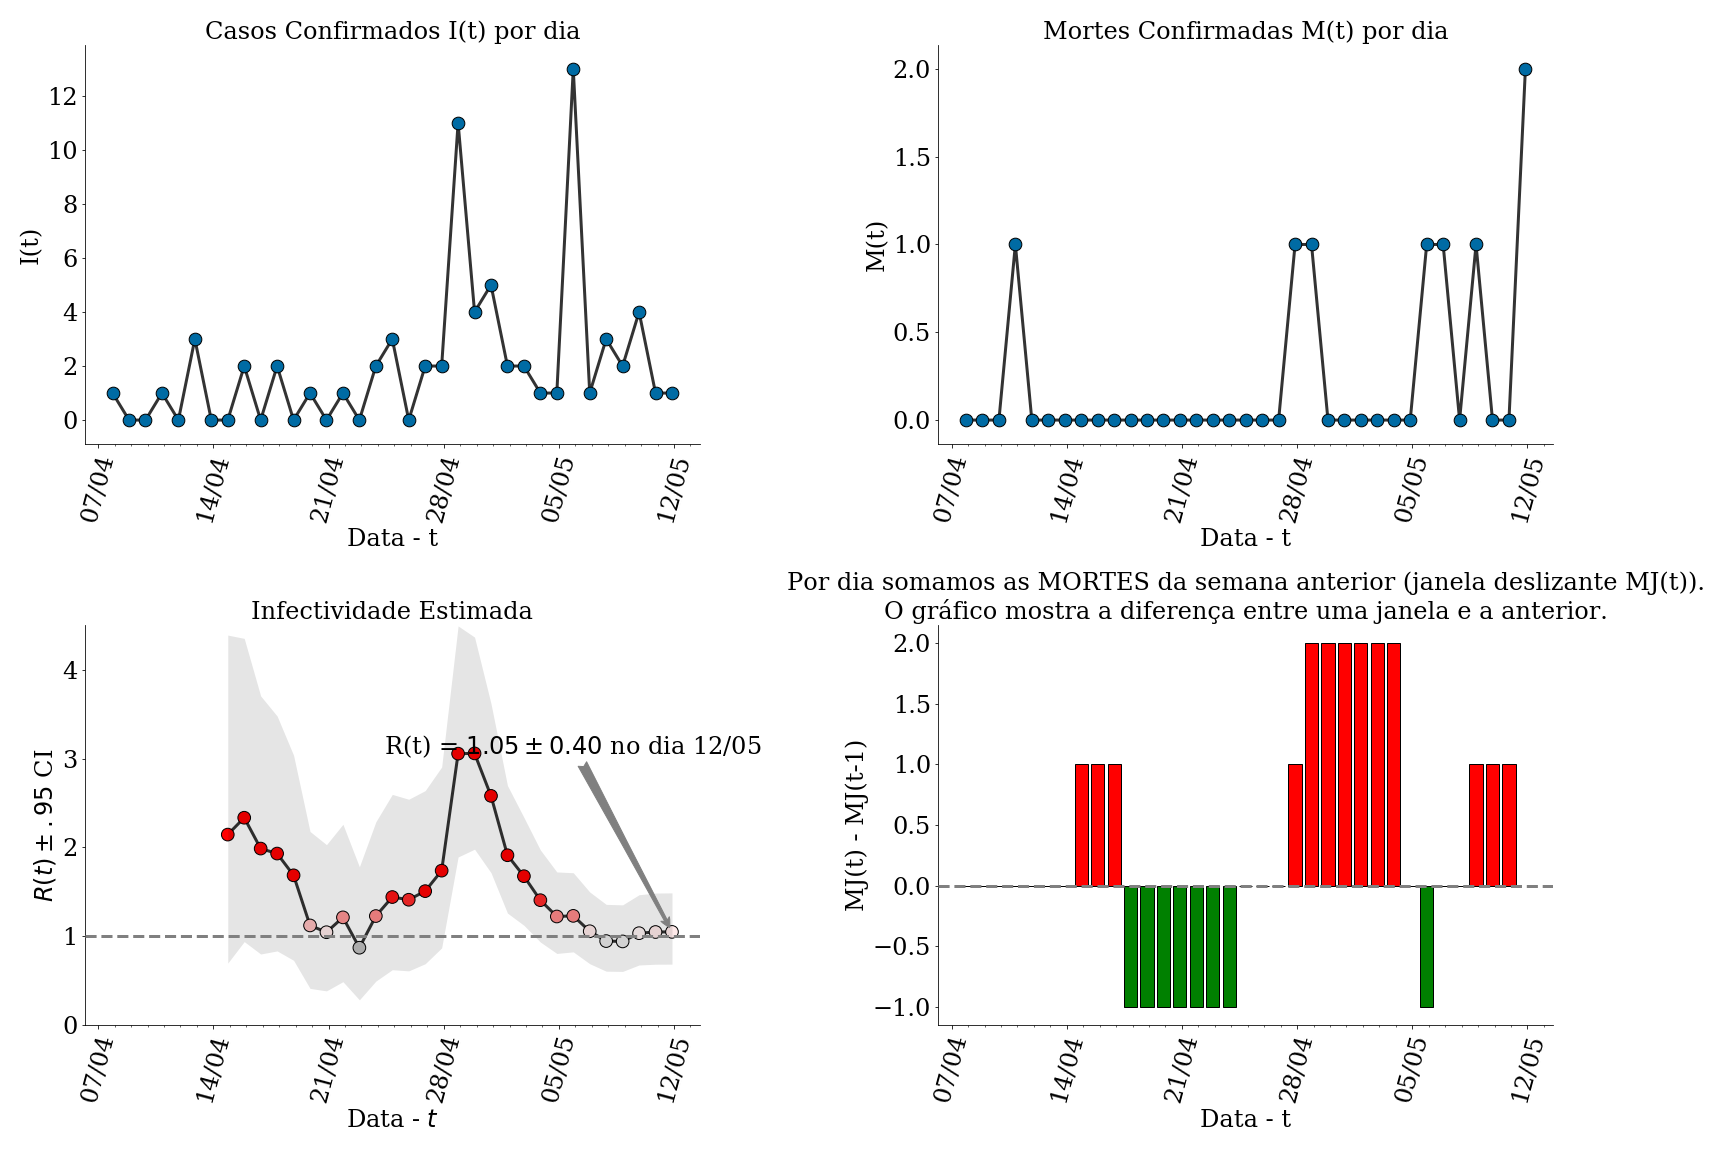 Casos Confirmados I(t) por dia
12
10
8
6
4
2
0
I(t)
07/04 14/04 21/04 28/04 05/05 12/05
Data - t
Mortes Confirmadas M(t) por dia
2.0
1.5
1.0
0.5
0.0
M(t)
07/04 14/04 21/04 28/04 05/05 12/05
Data - t
Infectividade Estimada
4
3
2
1
0
R(t) ± .95 CI
R(t) = 1.05 ± 0.40 no dia 12/05
07/04 14/04 21/04 28/04 05/05 12/05
Data - t
Por dia somamos as MORTES da semana anterior (janela deslizante MJ(t)).
O gráfico mostra a diferença entre uma janela e a anterior.
2.0
1.5
1.0
0.5
0.0
−0.5
−1.0
MJ(t) - MJ(t-1)
07/04 14/04 21/04 28/04 05/05 12/05
Data - t